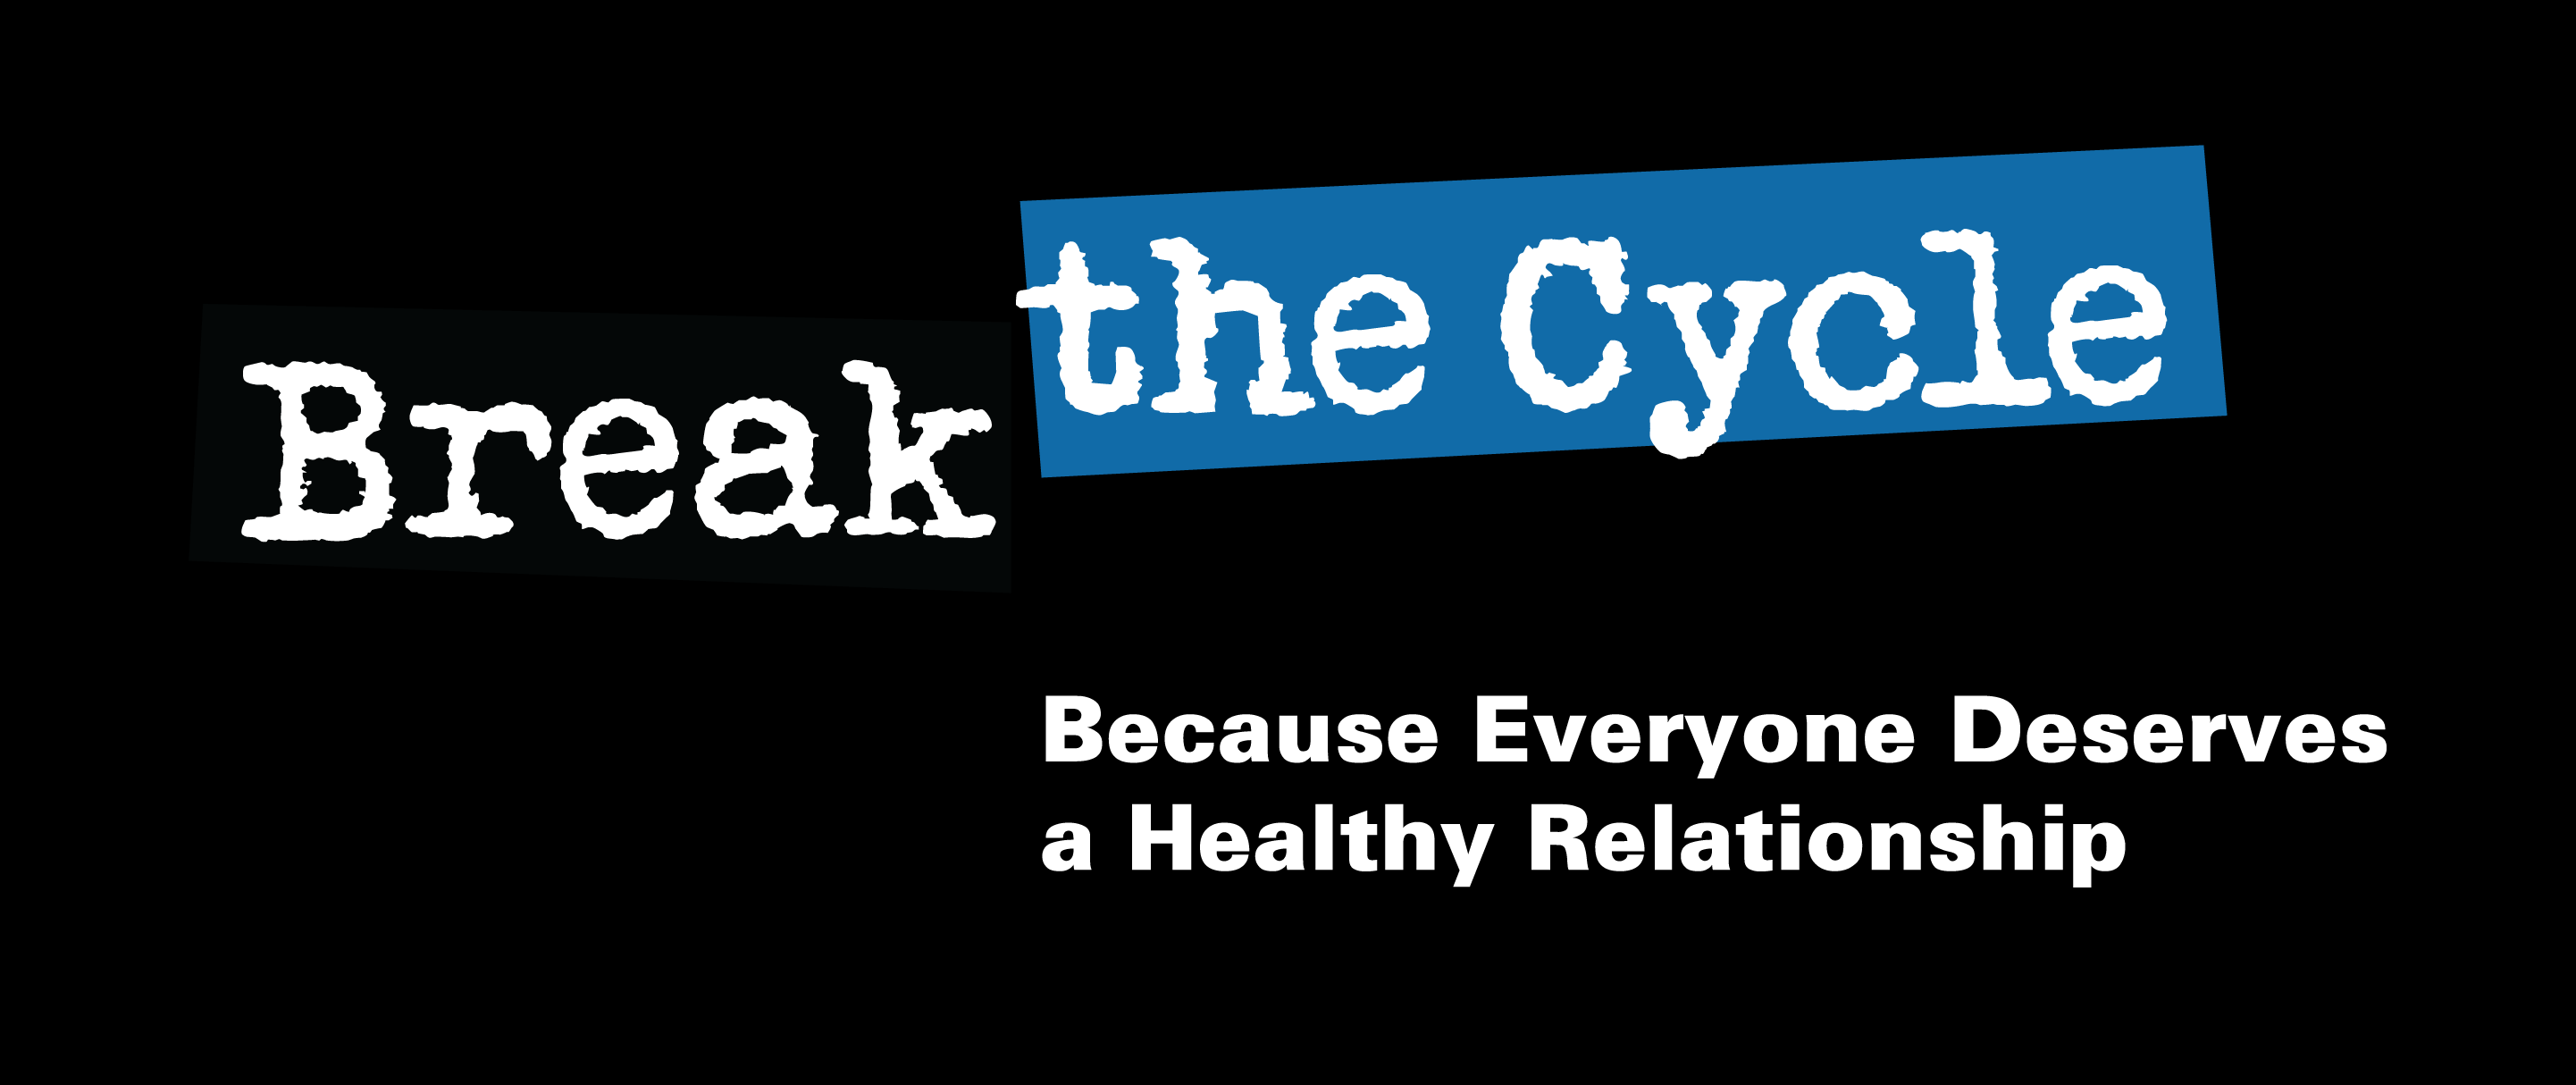 Break the Cycle
Because Everyone Deserves
a Healthy Relationship